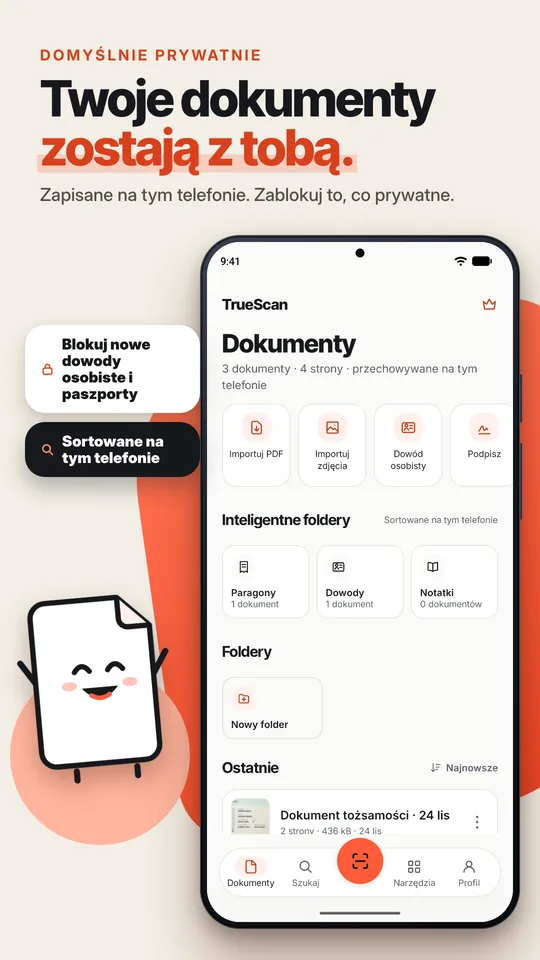 DOMYŚLNIE PRYWATNIE
Twoje dokumenty
zostają z tobą.
Zapisane na tym telefonie. Zablokuj to, co prywatne.
9:41
TrueScan
Dokumenty
3 dokumenty · 4 strony · przechowywane na tym
telefonie
Blokuj nowe
dowody
osobiste i
paszporty
Sortowane na
tym telefonie
Importuj PDF
Importuj
zdjęcia
Dowód
osobisty
Podpisz
Inteligentne foldery
Sortowane na tym telefonie
Paragony
1 dokument
Dowody
1 dokument
Notatki
0 dokumentów
Foldery
Nowy folder
Ostatnie
Najnowsze
Dokument tożsamości · 24 lis
2 strony · 436 kB · 24 lis
Dokumenty
Szukaj
Narzędzia
Profil